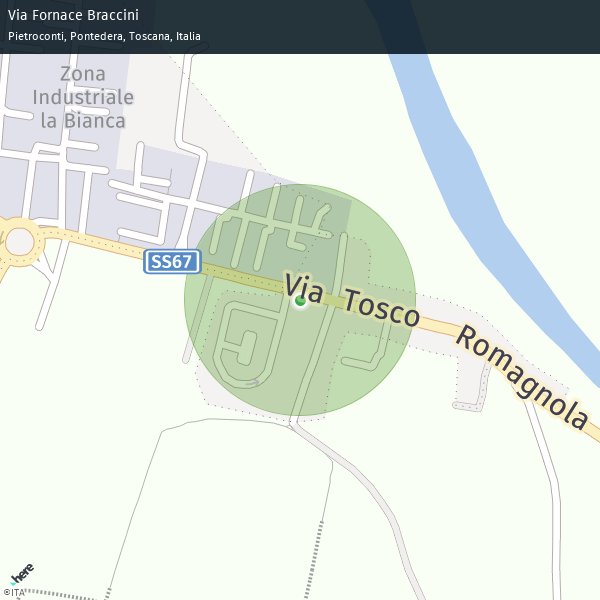 Via Fornace Braccini
Pietroconti, Pontedera, Toscana, Italia
Zona
Industriale
la Bianca
SS67
Via Tosco Romagnola
here
©ITA